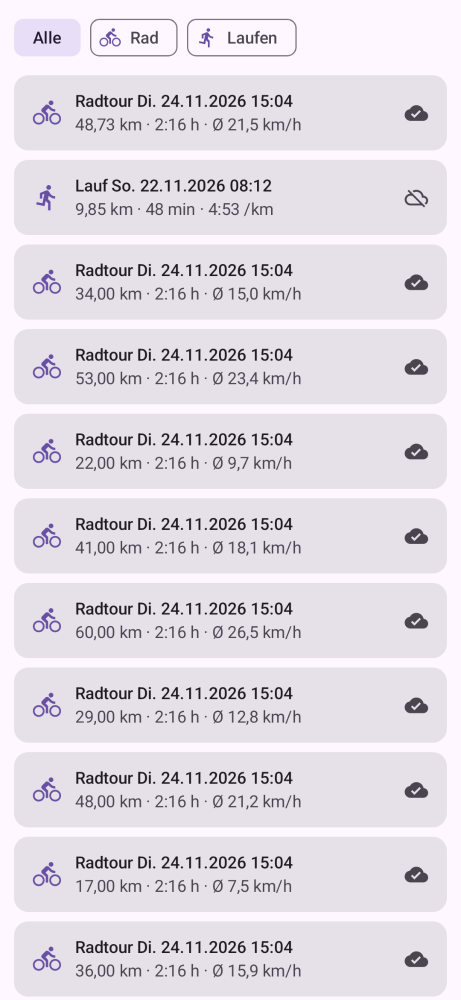 Alle
Rad
Laufen
Radtour Di. 24.11.2026 15:04
48,73 km · 2:16 h · Ø 21,5 km/h
Lauf So. 22.11.2026 08:12
9,85 km · 48 min · 4:53 /km
Radtour Di. 24.11.2026 15:04
34,00 km · 2:16 h · Ø 15,0 km/h
Radtour Di. 24.11.2026 15:04
53,00 km · 2:16 h · Ø 23,4 km/h
Radtour Di. 24.11.2026 15:04
22,00 km · 2:16 h · Ø 9,7 km/h
Radtour Di. 24.11.2026 15:04
41,00 km · 2:16 h · Ø 18,1 km/h
Radtour Di. 24.11.2026 15:04
60,00 km · 2:16 h · Ø 26,5 km/h
Radtour Di. 24.11.2026 15:04
29,00 km · 2:16 h · Ø 12,8 km/h
Radtour Di. 24.11.2026 15:04
48,00 km · 2:16 h · Ø 21,2 km/h
Radtour Di. 24.11.2026 15:04
17,00 km · 2:16 h · Ø 7,5 km/h
Radtour Di. 24.11.2026 15:04
36,00 km · 2:16 h · Ø 15,9 km/h